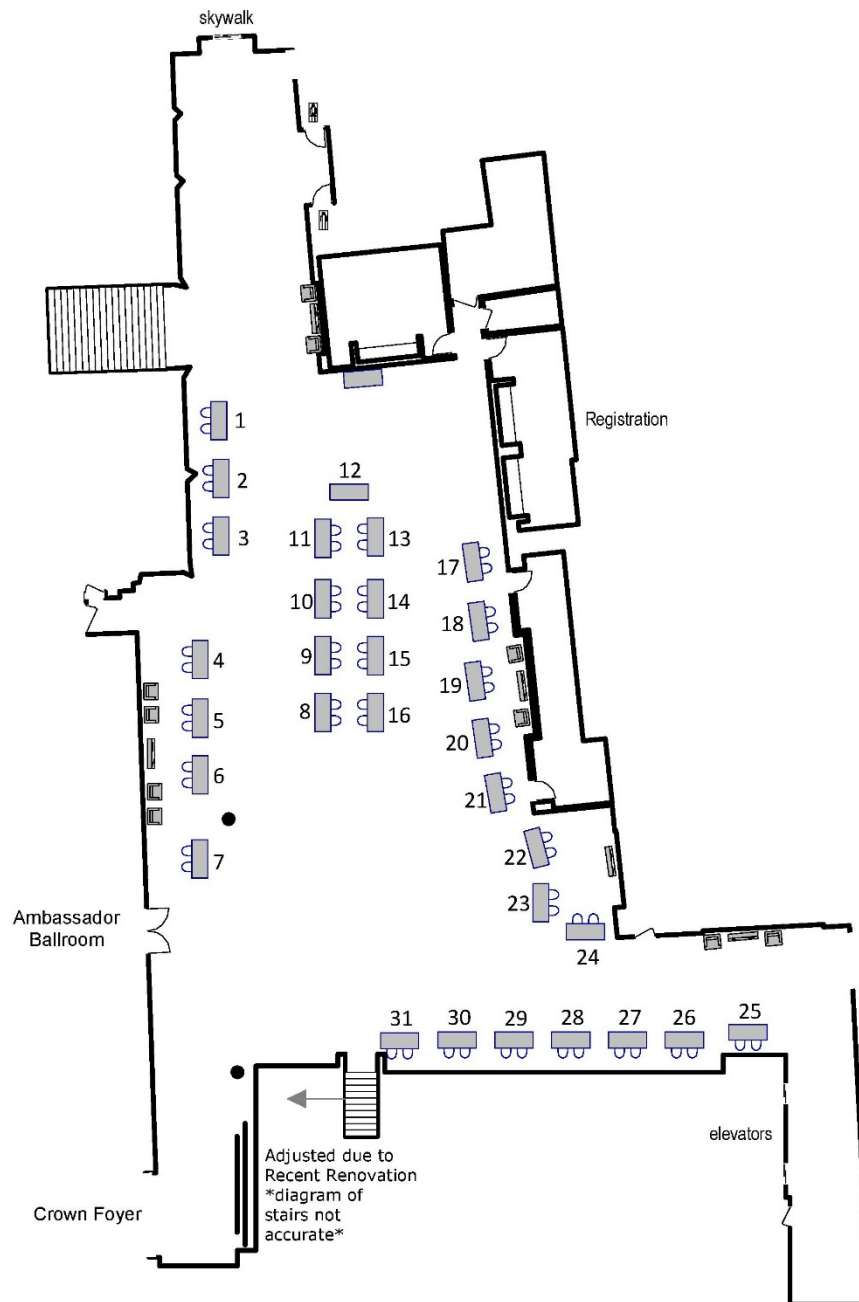 skywalk
1
Registration
2
12
3
11
13
17
10
14
18
4
9
15
19
5
8
16
20
6
21
22
7
23
Ambassador
Ballroom
24
31
30
29
28
27
26
25
elevators
Adjusted due to
Recent Renovation
*diagram of
stairs not
accurate*
Crown Foyer